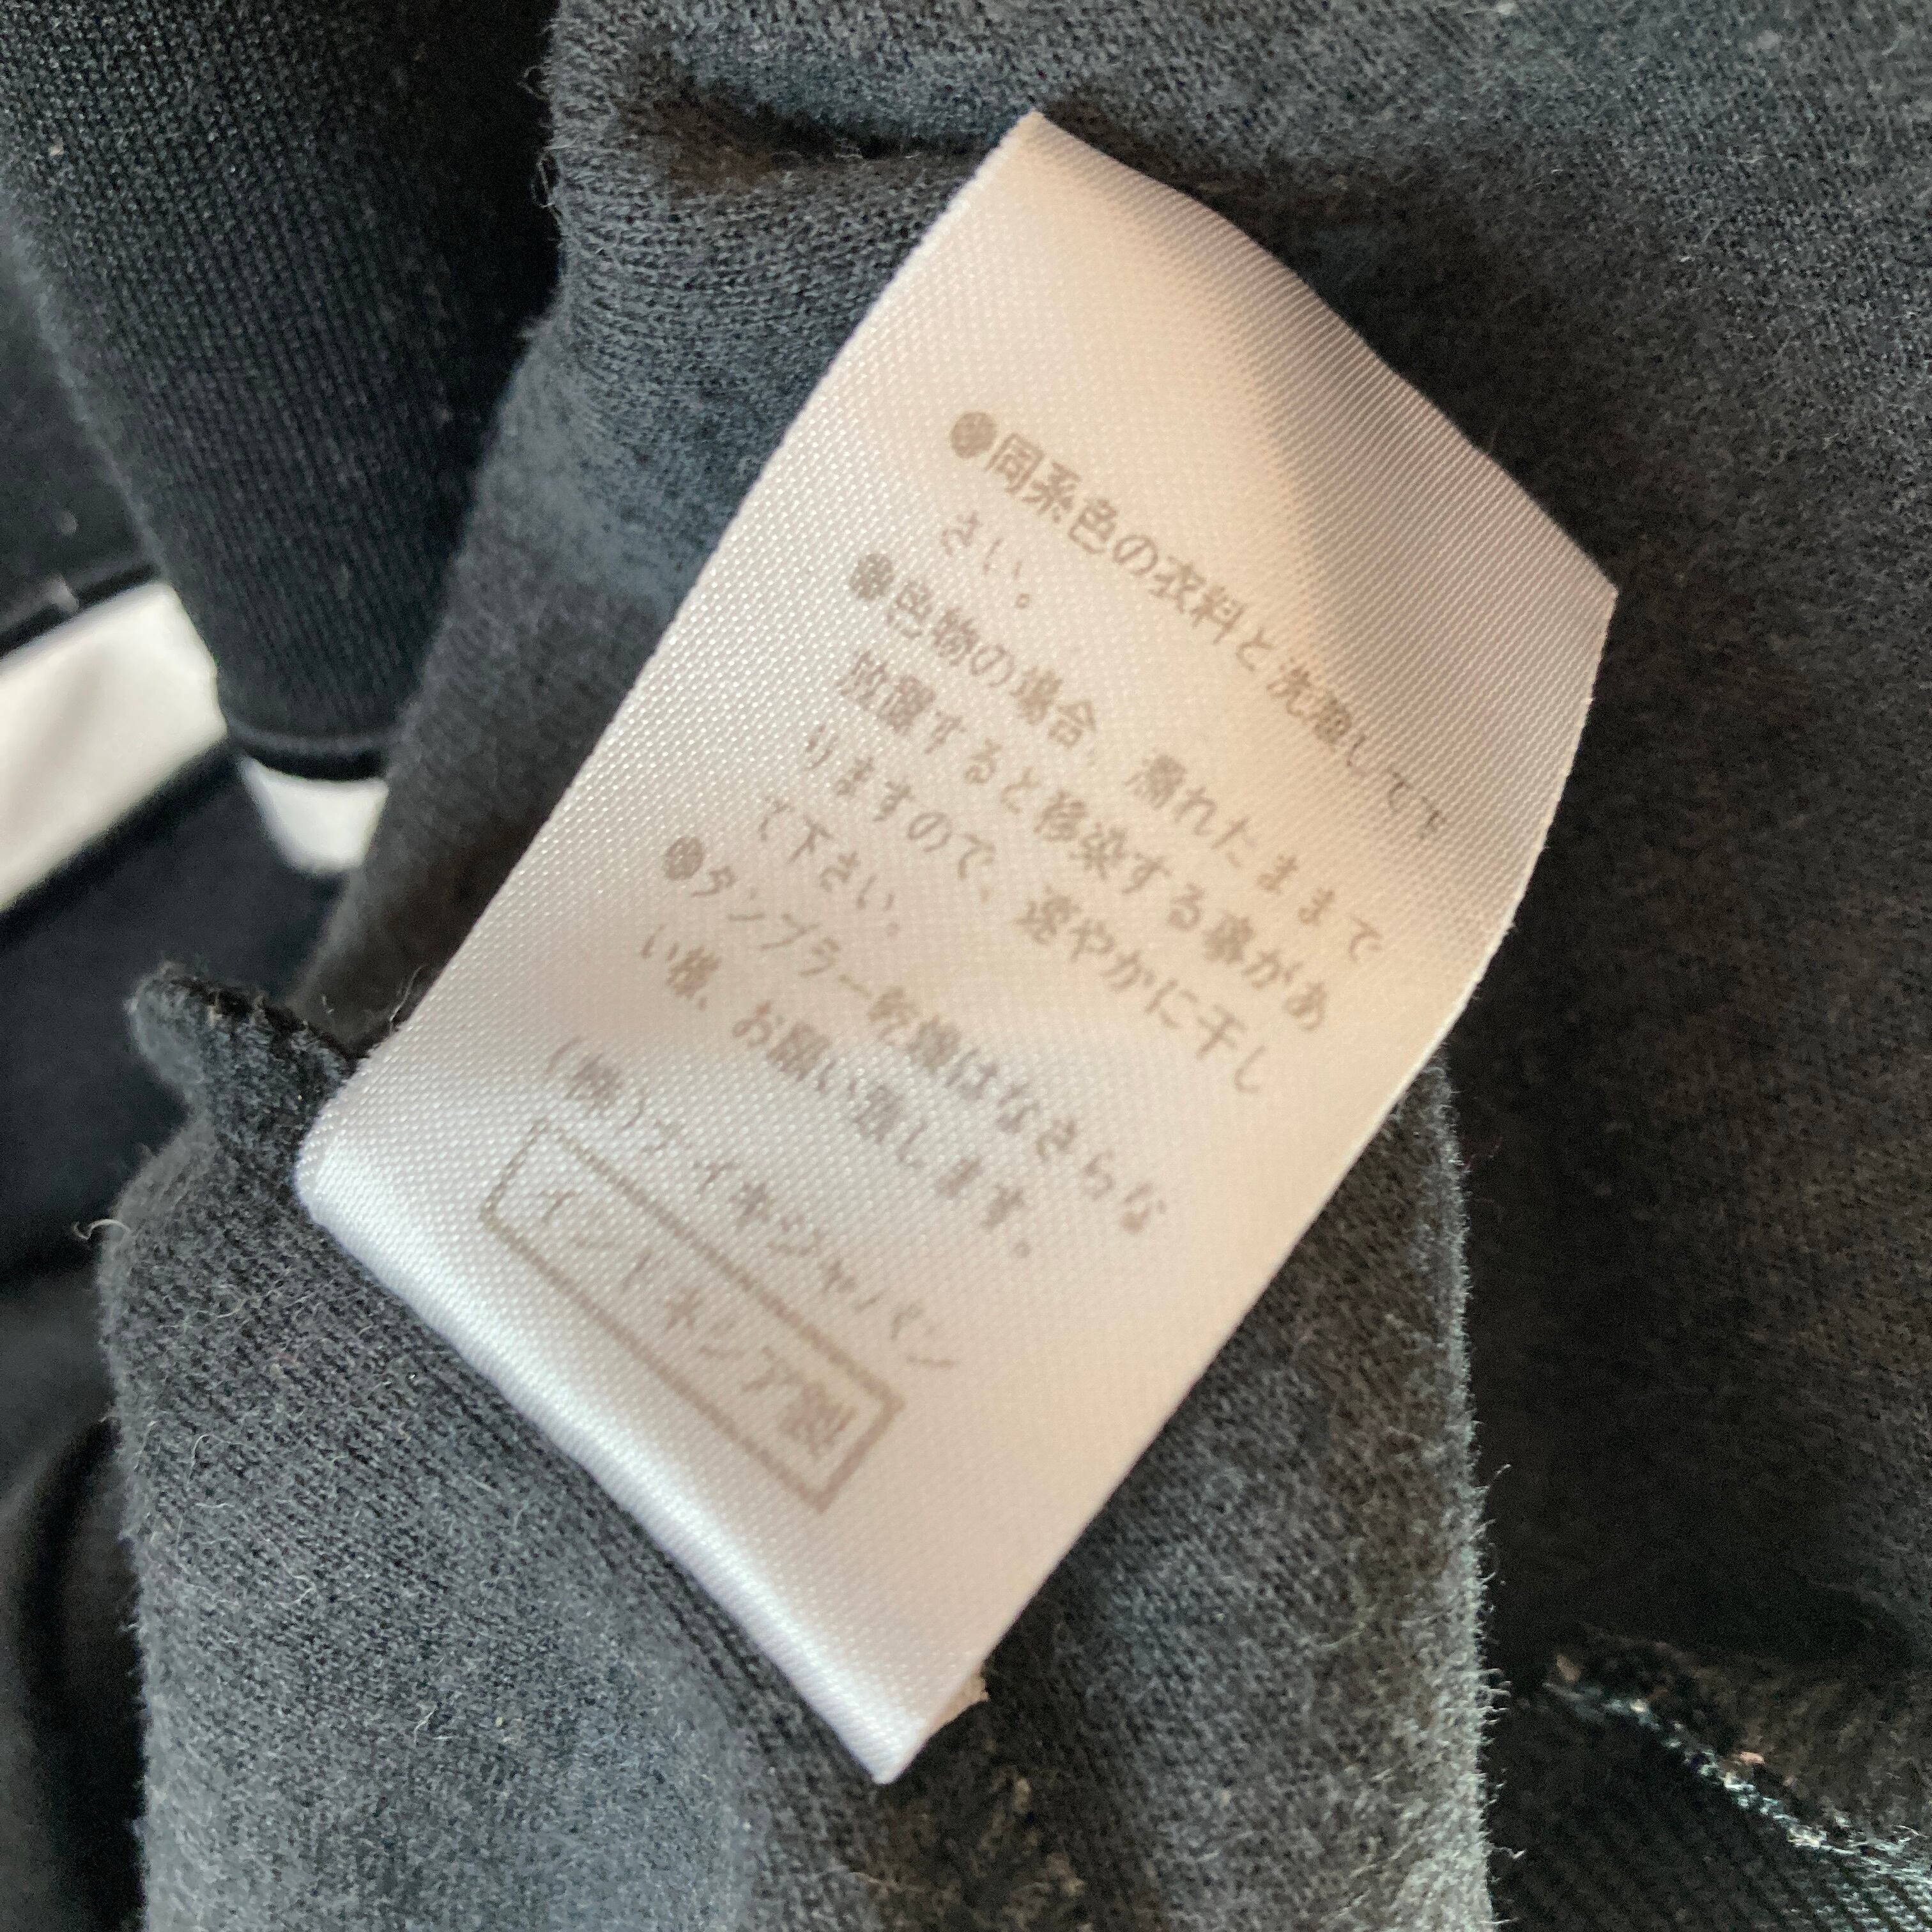 ●同系色の衣料と洗濯して下
さい。
●色物の場合、濡れたままで
放置すると移染する事があ
りますので、速やかに干し
て下さい。
●タンブラー乾燥はなさらな
い様、お願い致します。
(株)ナイキジャパン
インドネシア製